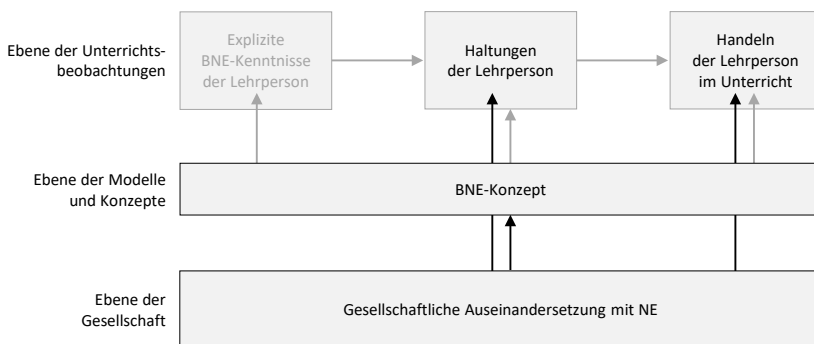 Ebene der Unterrichts-
beobachtungen
Explizite
BNE-Kenntnisse
der Lehrperson
Haltungen
der Lehrperson
Handeln
der Lehrperson
im Unterricht
Ebene der Modelle
und Konzepte
BNE-Konzept
Ebene der
Gesellschaft
Gesellschaftliche Auseinandersetzung mit NE